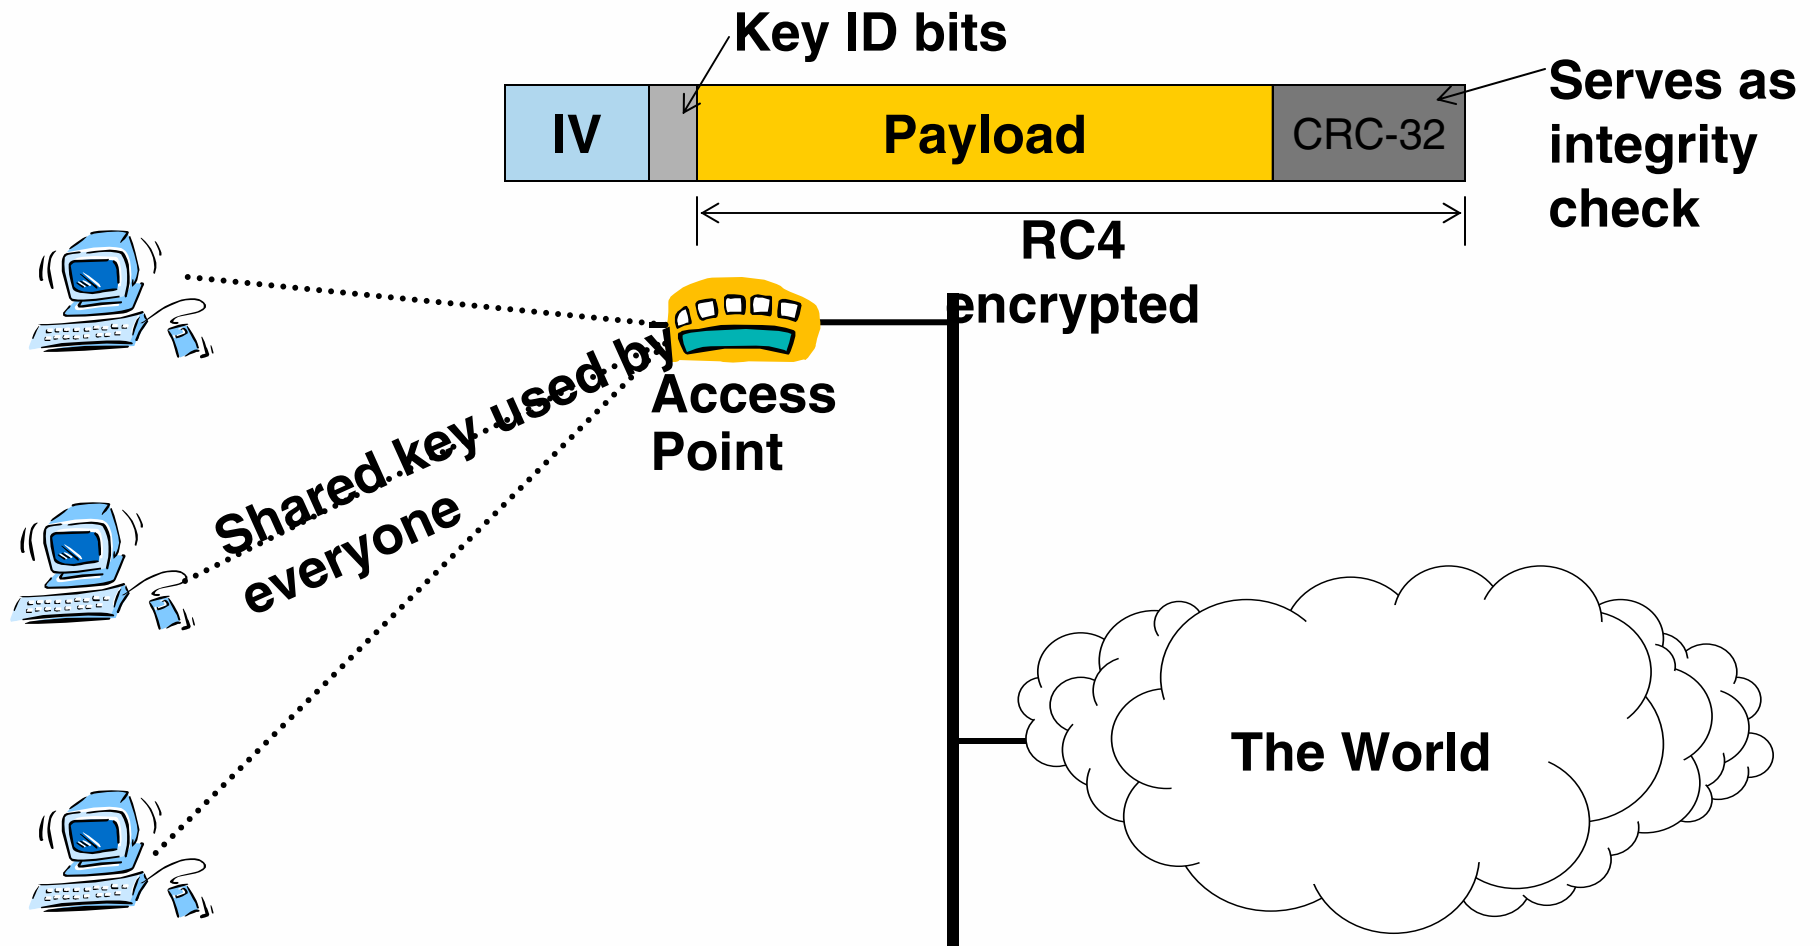 Key ID bits
IV
Payload
CRC-32
Serves as
integrity
check
RC4
encrypted
Shared key used by
everyone
Access
Point
The World